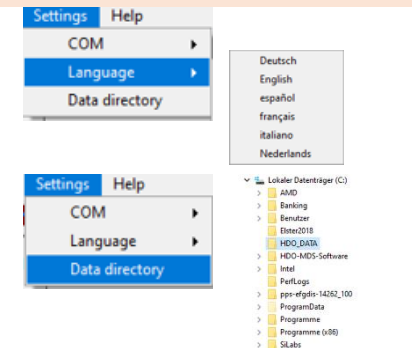 Settings Help
COM
Language
Data directory
Deutsch
English
español
français
italiano
Nederlands
Settings Help
COM
Language
Data directory
Lokaler Datenträger (C:)
AMD
Banking
Benutzer
Elster2018
HDO_DATA
HDO-MDS-Software
Intel
PerfLogs
pps-efgdis-14262_100
ProgramData
Programme
Programme (x86)
SiLabs